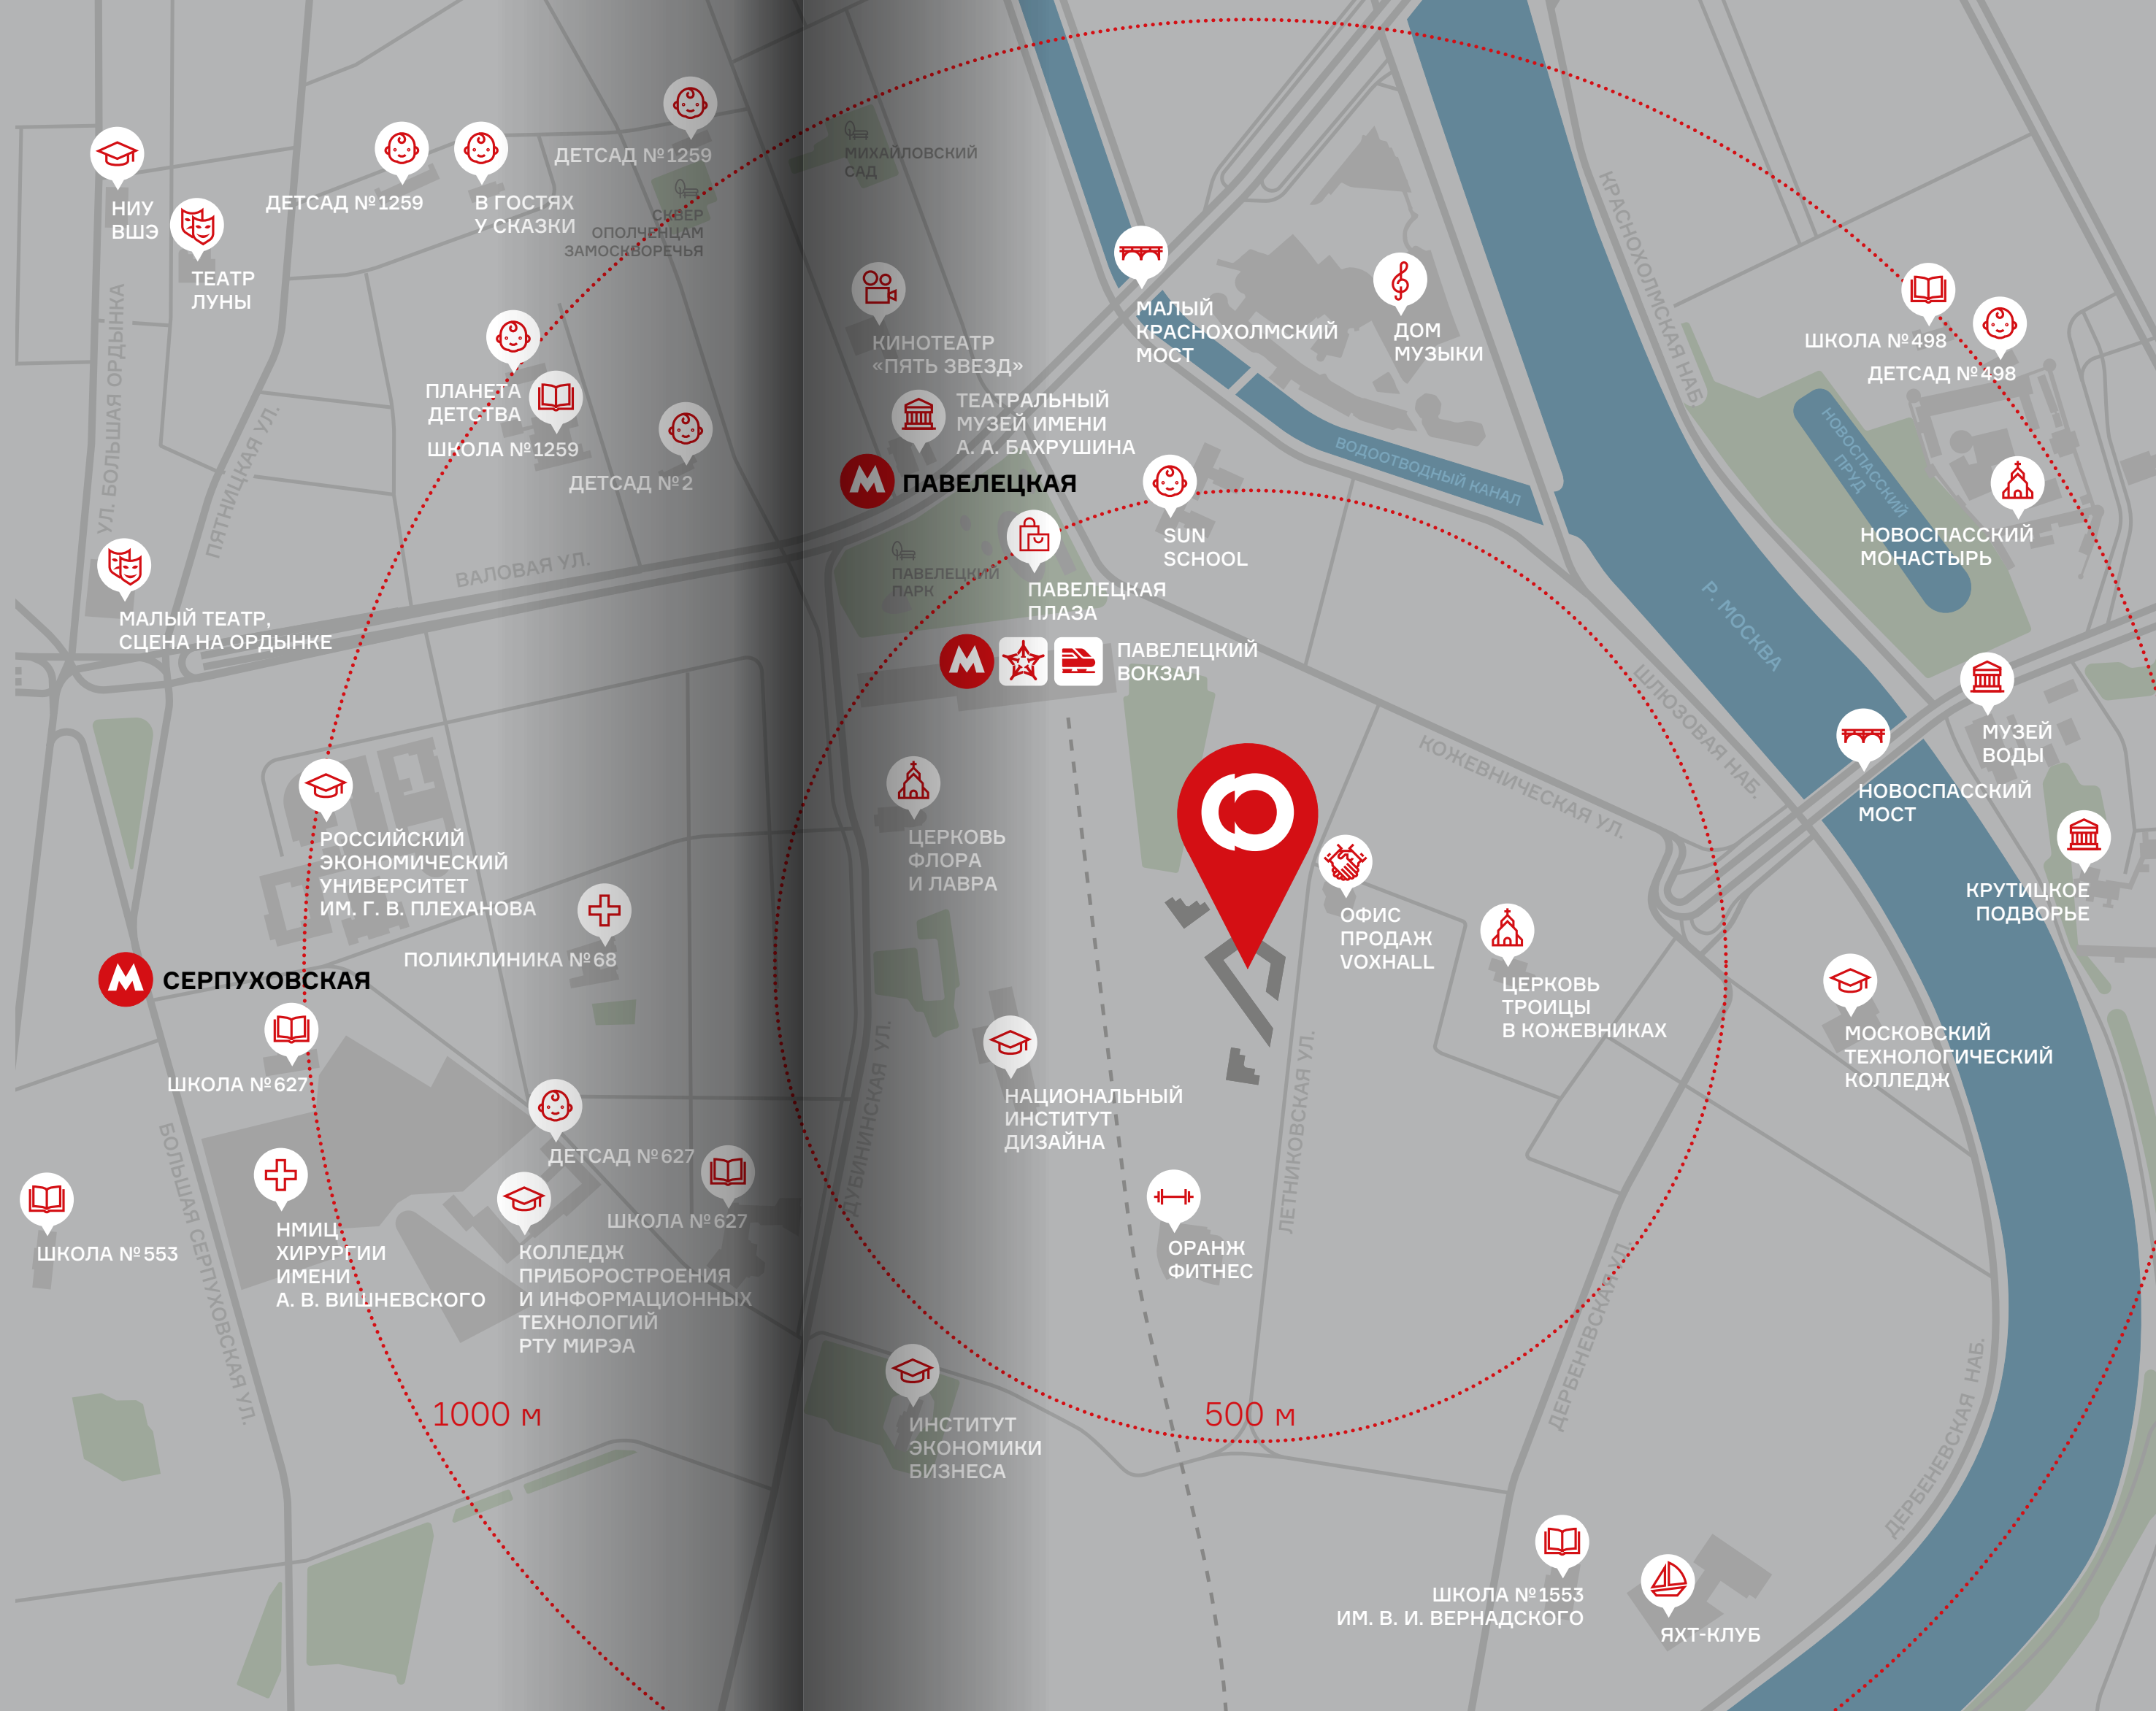 МИХАЙЛОВСКИЙ
САД
ДЕТСАД №1259
ДЕТСАД №1259
В ГОСТЯХ
У СКАЗКИ
НИУ
ВШЭ
СКВЕР
ОПОЛЧЕНЦАМ
ЗАМОСКВОРЕЧЬЯ
ТЕАТР
ЛУНЫ
УЛ. БОЛЬШАЯ ОРДЫНКА
ПЯТНИЦКАЯ УЛ.
КРАСНОХОЛМСКАЯ НАБ.
МАЛЫЙ
КРАСНОХОЛМСКИЙ
МОСТ
ДОМ
МУЗЫКИ
КИНОТЕАТР
«ПЯТЬ ЗВЕЗД»
ШКОЛА №498
ДЕТСАД №498
ПЛАНЕТА
ДЕТСТВА
ШКОЛА №1259
ДЕТСАД №2
ТЕАТРАЛЬНЫЙ
МУЗЕЙ ИМЕНИ
А. А. БАХРУШИНА
ПАВЕЛЕЦКАЯ
ВОДООТВОДНЫЙ КАНАЛ
НОВОСПАССКИЙ
ПРУД
SUN
SCHOOL
НОВОСПАССКИЙ
МОНАСТЫРЬ
ВАЛОВАЯ УЛ.
ПАВЕЛЕЦКИЙ
ПАРК
ПАВЕЛЕЦКАЯ
ПЛАЗА
МАЛЫЙ ТЕАТР,
СЦЕНА НА ОРДЫНКЕ
ПАВЕЛЕЦКИЙ
ВОКЗАЛ
Р. МОСКВА
ШЛЮЗОВАЯ НАБ.
КОЖЕВНИЧЕСКАЯ УЛ.
МУЗЕЙ
ВОДЫ
НОВОСПАССКИЙ
МОСТ
РОССИЙСКИЙ
ЭКОНОМИЧЕСКИЙ
УНИВЕРСИТЕТ
ИМ. Г. В. ПЛЕХАНОВА
ЦЕРКОВЬ
ФЛОРА
И ЛАВРА
КРУТИЦКОЕ
ПОДВОРЬЕ
ОФИС
ПРОДАЖ
VOXHALL
ПОЛИКЛИНИКА №68
СЕРПУХОВСКАЯ
ЦЕРКОВЬ
ТРОИЦЫ
В КОЖЕВНИКАХ
МОСКОВСКИЙ
ТЕХНОЛОГИЧЕСКИЙ
КОЛЛЕДЖ
ШКОЛА №627
НАЦИОНАЛЬНЫЙ
ИНСТИТУТ
ДИЗАЙНА
ДУБИНИНСКАЯ УЛ.
ЛЕТНИКОВСКАЯ УЛ.
БОЛЬШАЯ СЕРПУХОВСКАЯ УЛ.
ДЕТСАД №627
ШКОЛА №627
ШКОЛА №553
НМИЦ
ХИРУРГИИ
ИМЕНИ
А. В. ВИШНЕВСКОГО
КОЛЛЕДЖ
ПРИБОРОСТРОЕНИЯ
И ИНФОРМАЦИОННЫХ
ТЕХНОЛОГИЙ
РТУ МИРЭА
ОРАНЖ
ФИТНЕС
ДЕРБЕНЕВСКАЯ УЛ.
ДЕРБЕНЕВСКАЯ НАБ.
1000 м
500 м
ИНСТИТУТ
ЭКОНОМИКИ
БИЗНЕСА
ШКОЛА №1553
ИМ. В. И. ВЕРНАДСКОГО
ЯХТ-КЛУБ